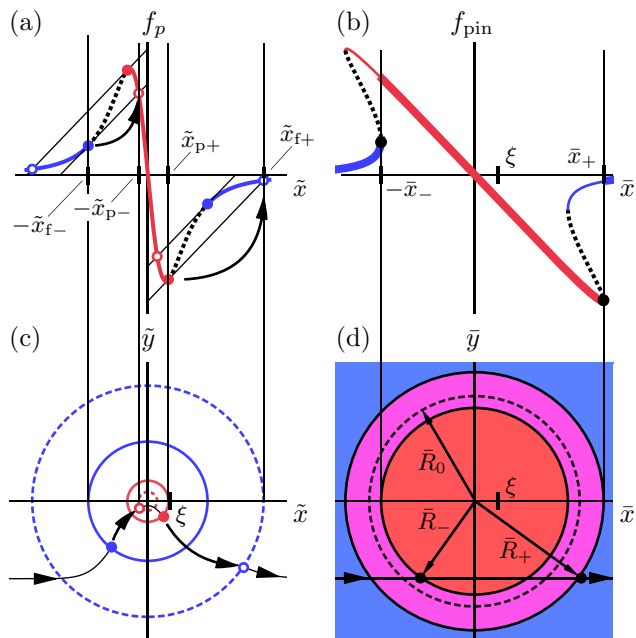 (a) f_p (b) f_pin
x̃_p+ x̃_f+ ξ x̄_+
−x̃_f− −x̃_p− x̃ −x̄_− x̄
(c) ỹ (d) ȳ
R̄_0
ξ x̃ ξ x̄
R̄_− R̄_+